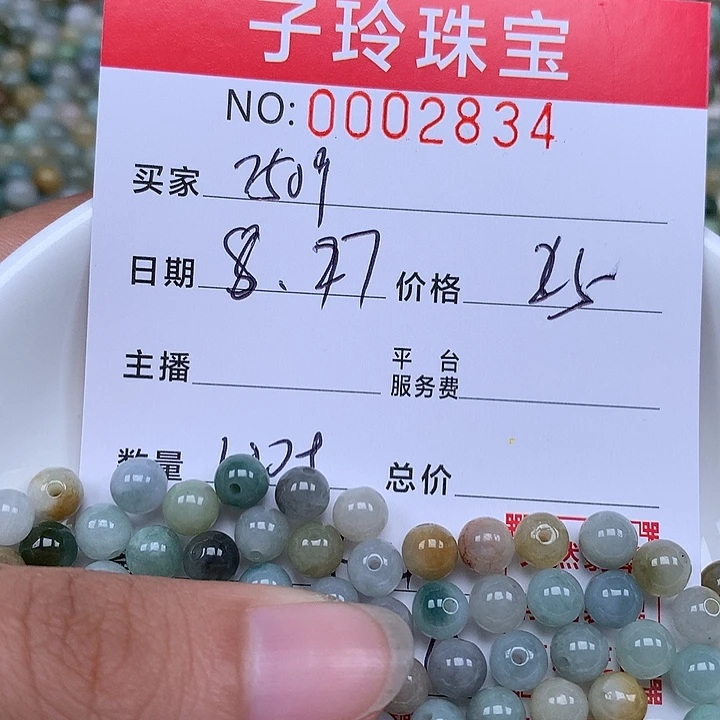 子玲珠宝
NO: 0002834
买家 2509
日期 8.27 价格 25
主播
平台
服务费
数量
总价